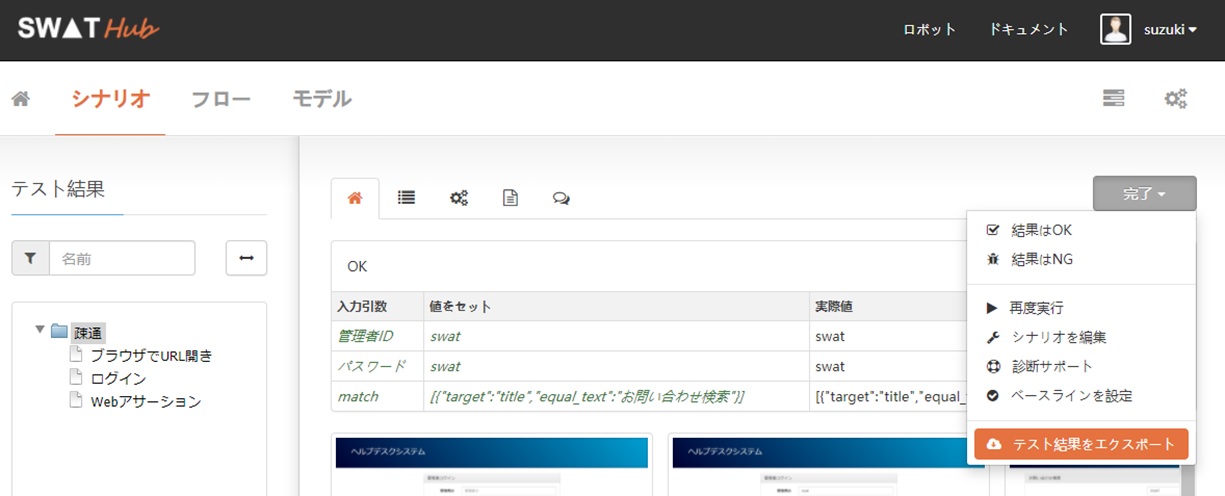 SWAT Hub
ロボット ドキュメント suzuki
シナリオ フロー モデル
テスト結果
完了
名前
OK
入力引数 値をセット 実際値
管理者ID swat swat
パスワード swat swat
match [{"target":"title","equal_text":"お問い合わせ検索"}] [{"target":"title","equal_
疎通
ブラウザでURL開き
ログイン
Webアサーション
結果はOK
結果はNG
再度実行
シナリオを編集
診断サポート
ベースラインを設定
テスト結果をエクスポート
ヘルプデスクシステム ヘルプデスクシステム